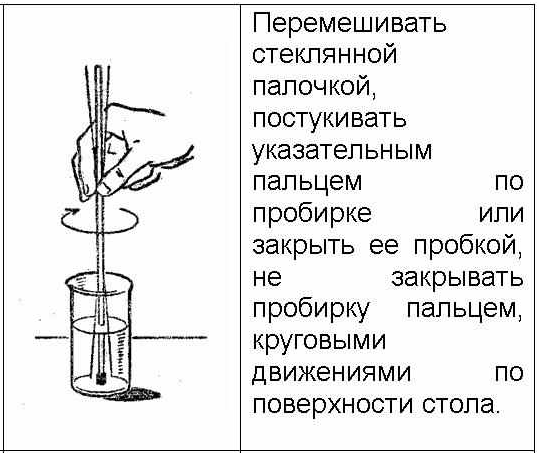 Перемешивать
стеклянной
палочкой,
постукивать
указательным
пальцем по
пробирке или
закрыть ее пробкой,
не закрывать
пробирку пальцем,
круговыми
движениями по
поверхности стола.